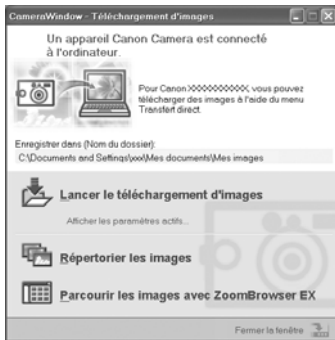 CameraWindow - Téléchargement d'images
Un appareil Canon Camera est connecté
à l'ordinateur.
Pour Canon XXXXXXXXXX, vous pouvez
télécharger des images à l'aide du menu
Transfert direct.
Enregistrer dans (Nom du dossier):
C:\Documents and Settings\xxx\Mes documents\Mes images
Lancer le téléchargement d'images
Afficher les paramètres actifs...
Répertorier les images
Parcourir les images avec ZoomBrowser EX
Fermer la fenêtre